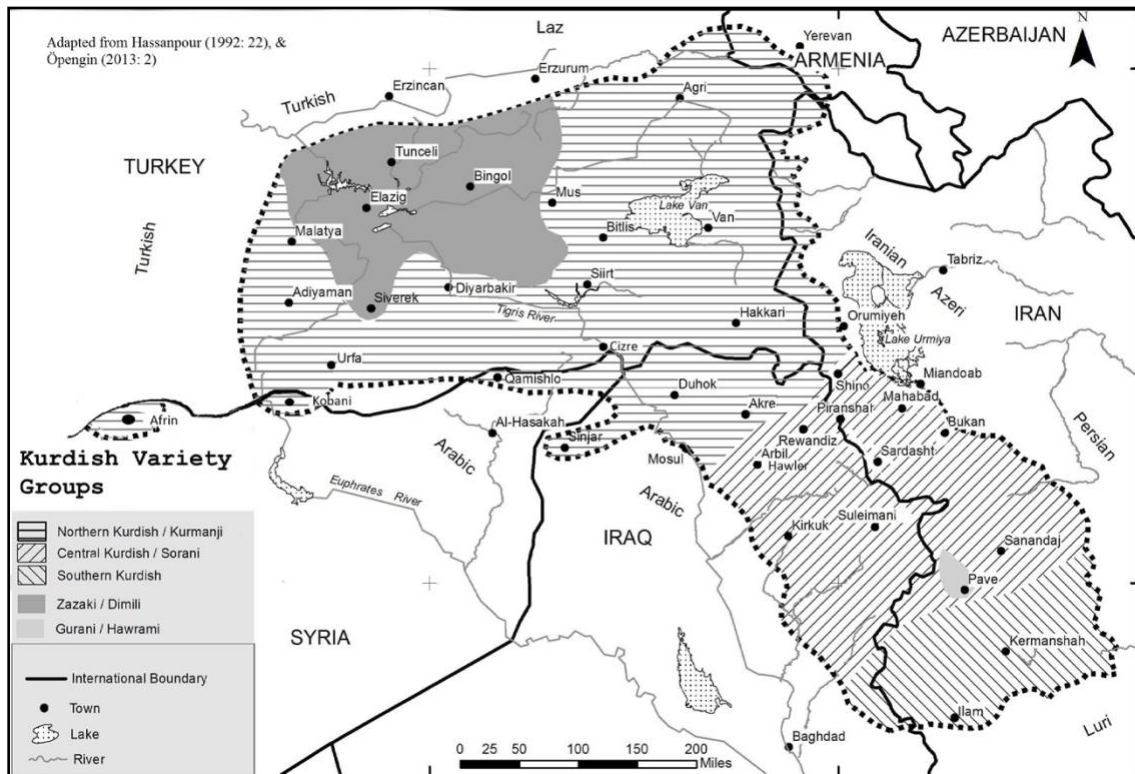 Adapted from Hassanpour (1992: 22), &
Öpengin (2013: 2)
Laz
Yerevan
ARMENIA
AZERBAIJAN
N
Erzurum
Erzincan
Agri
Turkish
TURKEY
Tunceli
Bingol
Elazig
Mus
Lake Van
Van
Bitlis
Malatya
Turkish
Iranian
Tabriz
Azeri
IRAN
Siirt
Diyarbakir
Adiyaman
Siverek
Tigris River
Hakkari
Orumiyeh
Lake Urmiya
Cizre
Urfa
Qamishlo
Duhok
Shino
Miandoab
Mahabad
Kobani
Afrin
Akre
Piranshar
Bukan
Persian
Al-Hasakah
Sinjar
Rewandiz
Arbil
Hawler
Sardasht
Mosul
Arabic
Arabic
Euphrates River
Kirkuk
Suleimani
IRAQ
Sanandaj
Pave
SYRIA
Kermanshah
Ilam
Luri
Baghdad
Kurdish Variety
Groups
Northern Kurdish / Kurmanji
Central Kurdish / Sorani
Southern Kurdish
Zazaki / Dimili
Gurani / Hawrami
International Boundary
Town
Lake
River
0 25 50 100 150 200
Miles